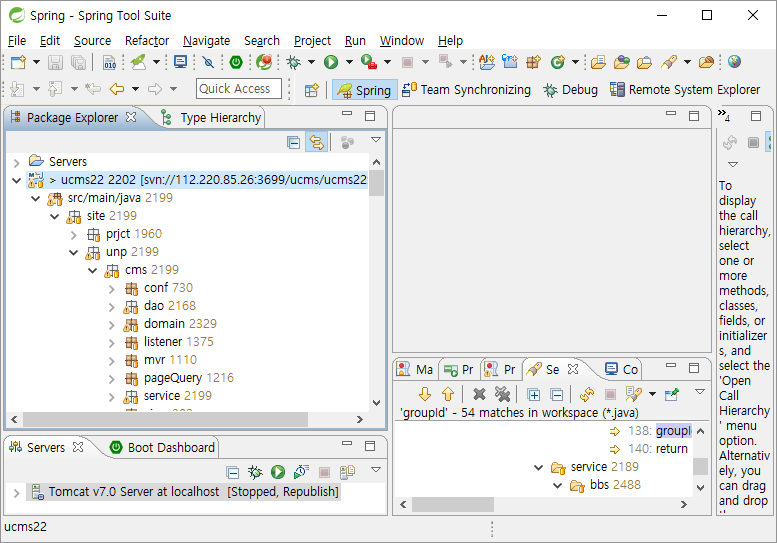 Spring - Spring Tool Suite
File Edit Source Refactor Navigate Search Project Run Window Help
010
Quick Access
Spring
Team Synchronizing
Debug
Remote System Explorer
Package Explorer
Type Hierarchy
Servers
> ucms22 2202 [svn://112.220.85.26:3699/ucms/ucms22
src/main/java 2199
site 2199
prjct 1960
unp 2199
cms 2199
conf 730
dao 2168
domain 2329
listener 1375
mvr 1110
pageQuery 1216
service 2199
»4
To
display
the call
hierarchy,
select
one or
more
methods,
classes,
fields, or
initializer
s, and
select the
'Open
Call
Hierarchy
' menu
option.
Alternativ
ely, you
can drag
and drop
Ma
Pr
Pr
Se
Co
'groupId' - 54 matches in workspace (*.java)
138: groupId
140: return
service 2189
bbs 2488
Servers
Boot Dashboard
Tomcat v7.0 Server at localhost [Stopped, Republish]
ucms22